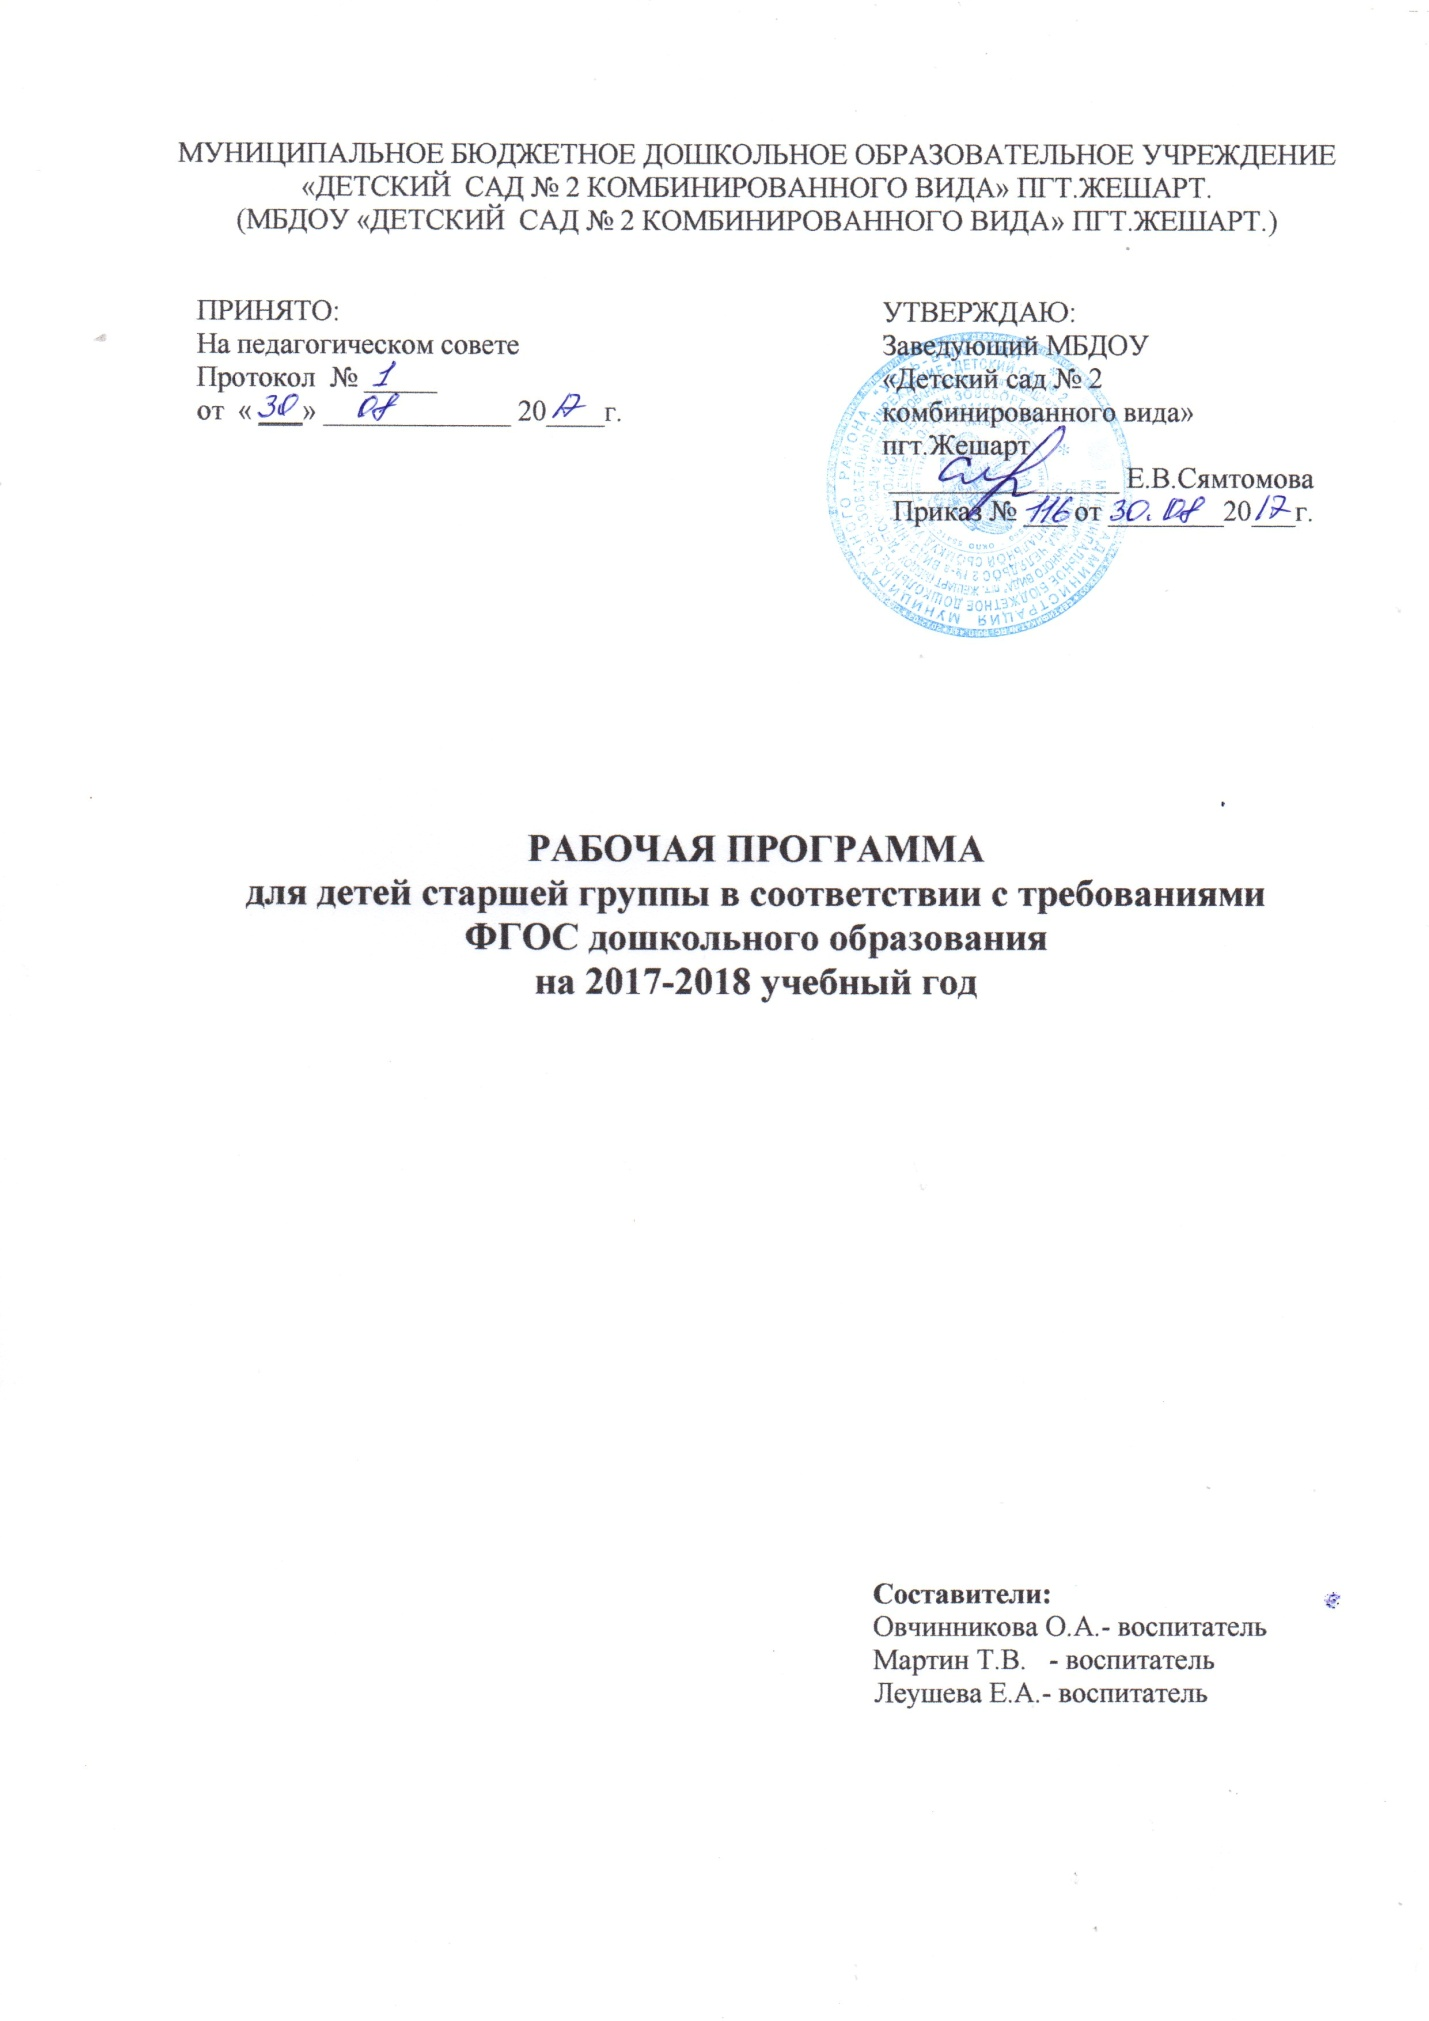 МУНИЦИПАЛЬНОЕ БЮДЖЕТНОЕ ДОШКОЛЬНОЕ ОБРАЗОВАТЕЛЬНОЕ УЧРЕЖДЕНИЕ
«ДЕТСКИЙ САД № 2 КОМБИНИРОВАННОГО ВИДА» ПГТ.ЖЕШАРТ.
(МБДОУ «ДЕТСКИЙ САД № 2 КОМБИНИРОВАННОГО ВИДА» ПГТ.ЖЕШАРТ.)
ПРИНЯТО:
На педагогическом совете
Протокол № 1
от «30» 08 2017г.
УТВЕРЖДАЮ:
Заведующий МБДОУ
«Детский сад № 2
комбинированного вида»
пгт.Жешарт
Е.В.Сямтомова
Приказ № 116 от 30.08 2017г.
РАБОЧАЯ ПРОГРАММА
для детей старшей группы в соответствии с требованиями
ФГОС дошкольного образования
на 2017-2018 учебный год
Составители:
Овчинникова О.А.- воспитатель
Мартин Т.В. - воспитатель
Леушева Е.А.- воспитатель